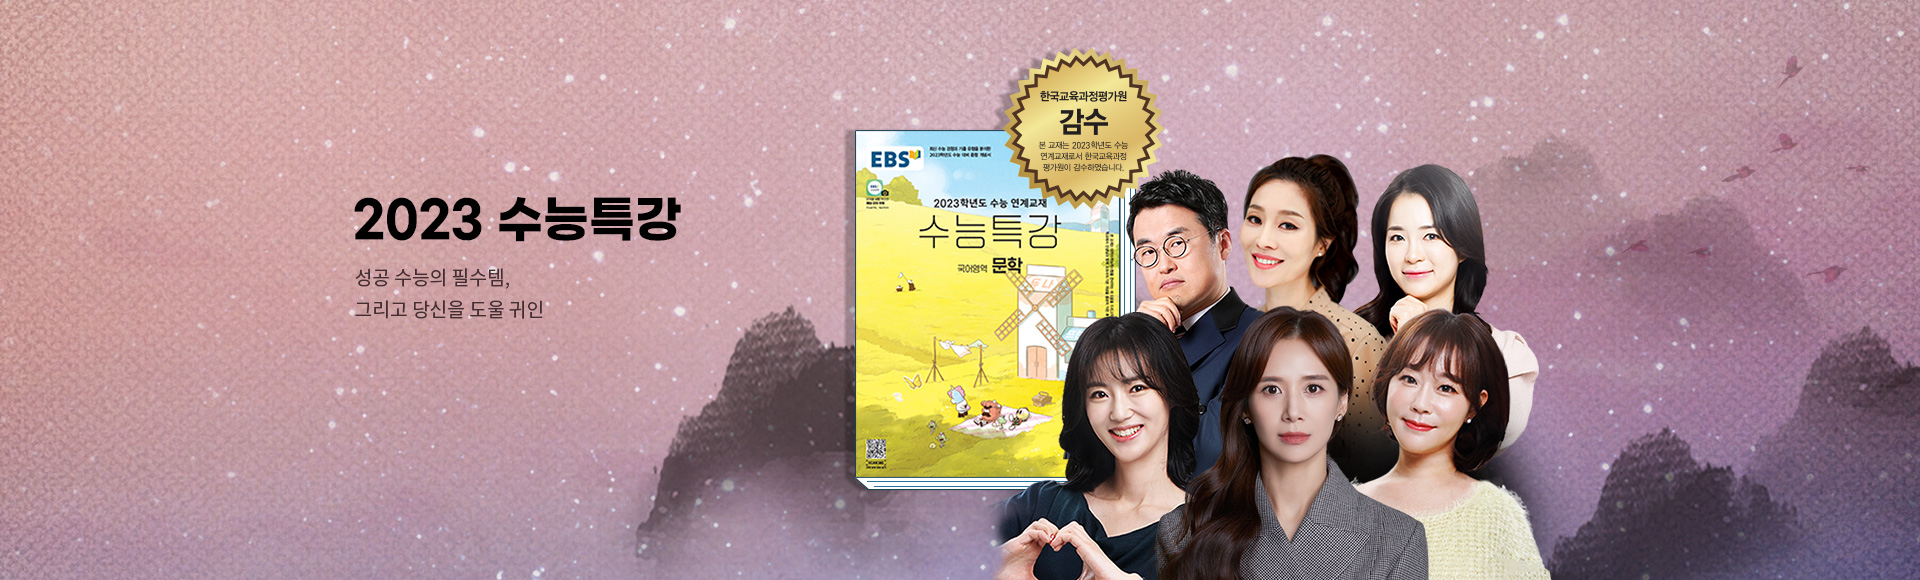 2023 수능특강
성공 수능의 필수템,
그리고 당신을 도울 귀인
한국교육과정평가원
감수
본 교재는 2023학년도 수능
연계교재로서 한국교육과정
평가원이 감수하였습니다.
EBS
2023학년도 수능 연계교재
수능특강
국어영역 문학